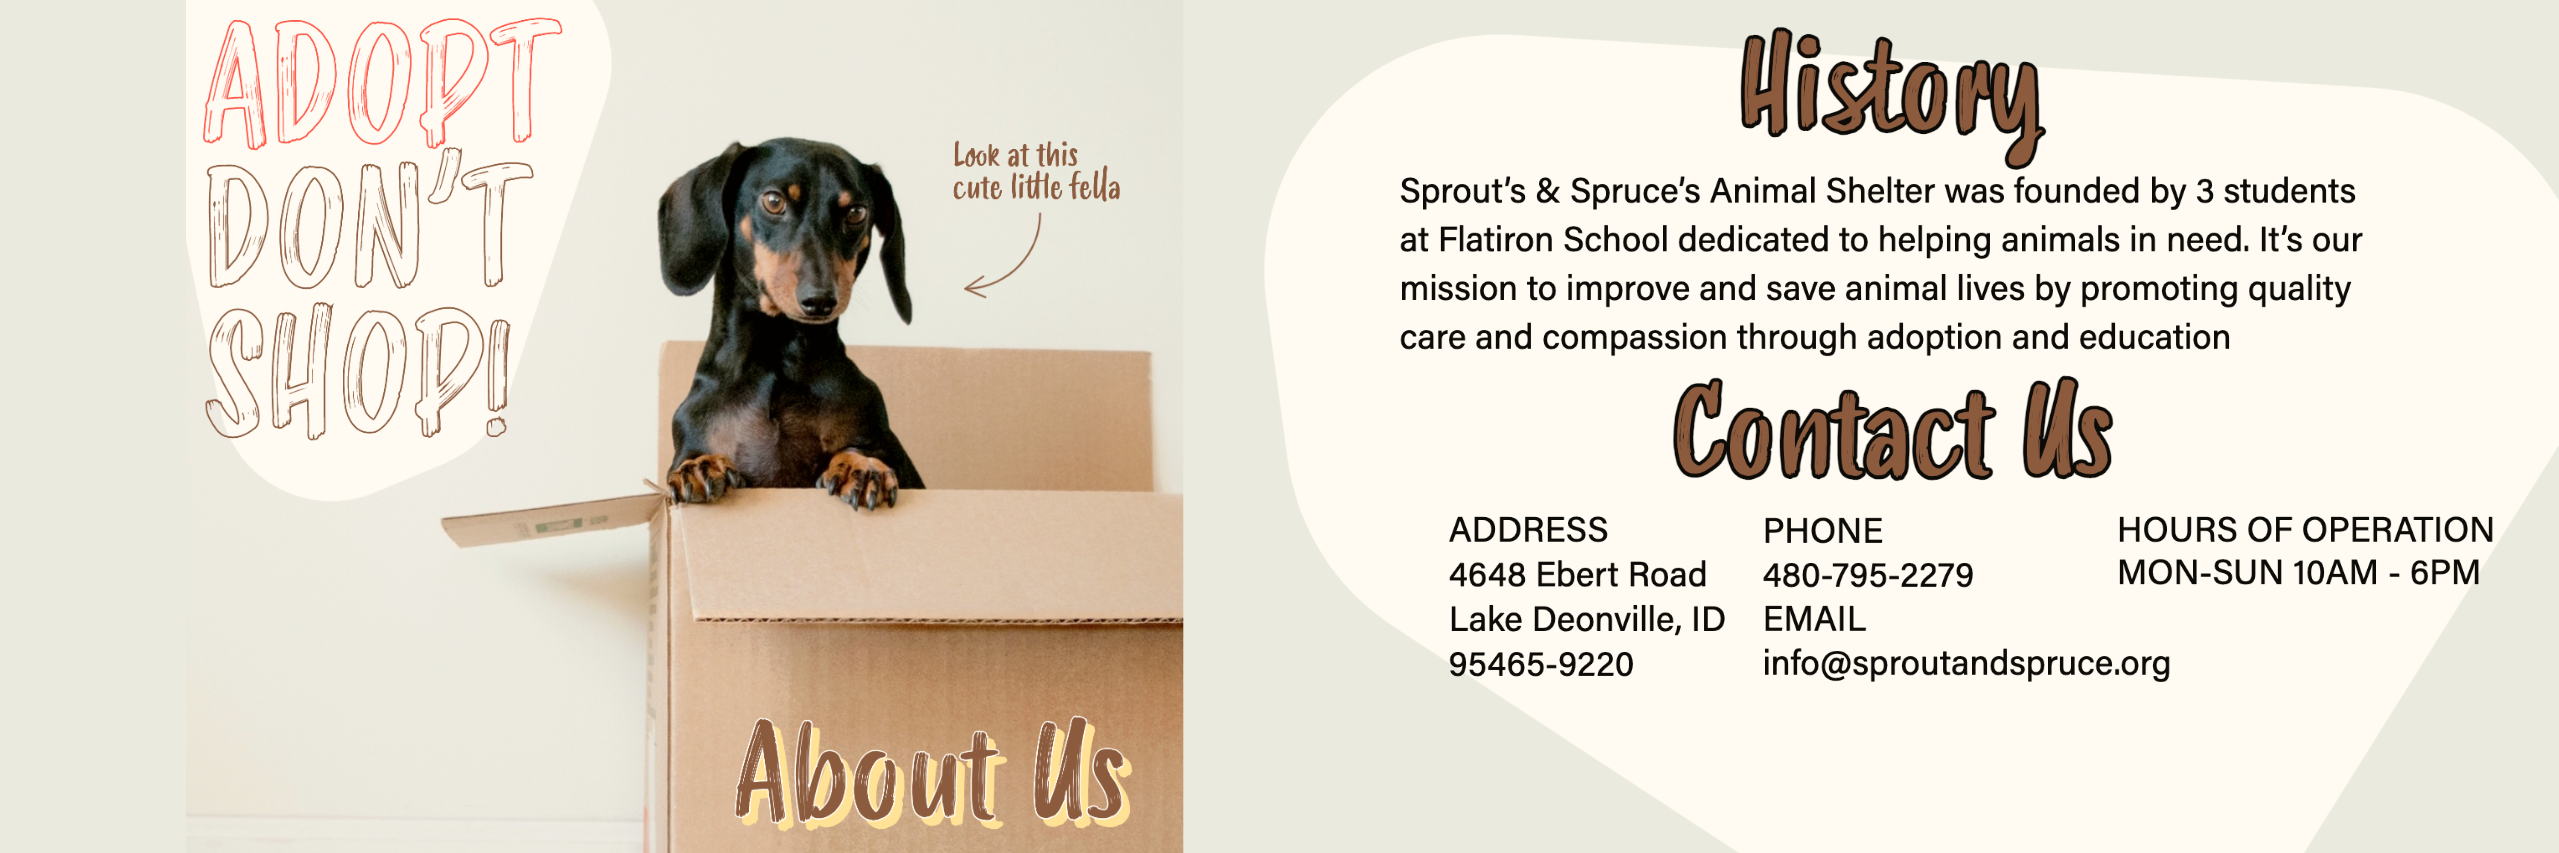 ADOPT
DON'T
SHOP!
Look at this
cute little fella
About Us
History
Sprout's & Spruce's Animal Shelter was founded by 3 students
at Flatiron School dedicated to helping animals in need. It's our
mission to improve and save animal lives by promoting quality
care and compassion through adoption and education
Contact Us
ADDRESS
4648 Ebert Road
Lake Deonville, ID
95465-9220
PHONE
480-795-2279
EMAIL
info@sproutandspruce.org
HOURS OF OPERATION
MON-SUN 10AM - 6PM